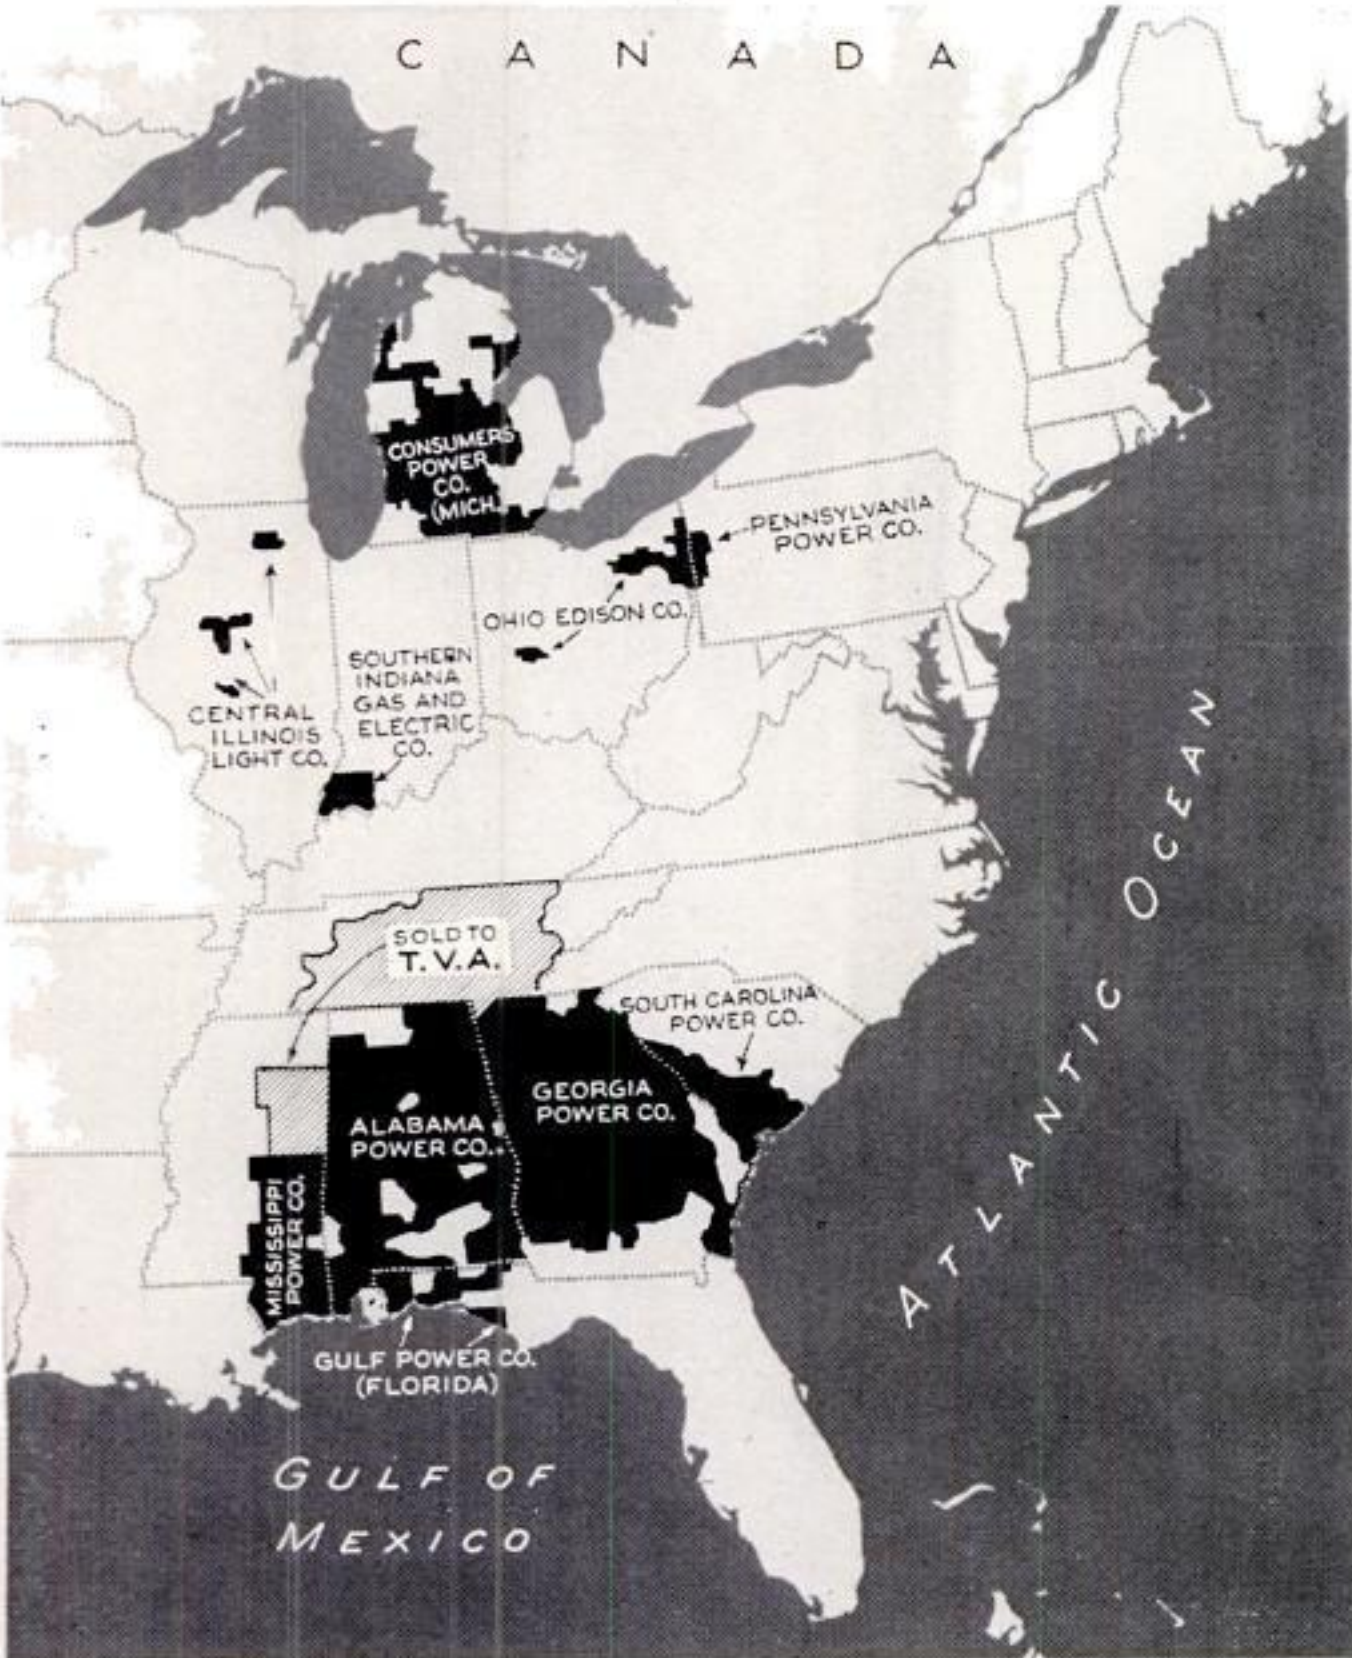 CANADA
CONSUMERS
POWER
CO.
(MICH.
PENNSYLVANIA
POWER CO.
OHIO EDISON CO.
SOUTHERN
INDIANA
GAS AND
ELECTRIC
CO.
CENTRAL
ILLINOIS
LIGHT CO.
SOLD TO
T.V.A.
SOUTH CAROLINA
POWER CO.
GEORGIA
POWER CO.
ALABAMA
POWER CO.
MISSISSIPPI
POWER CO.
GULF POWER CO.
(FLORIDA)
ATLANTIC OCEAN
GULF OF
MEXICO